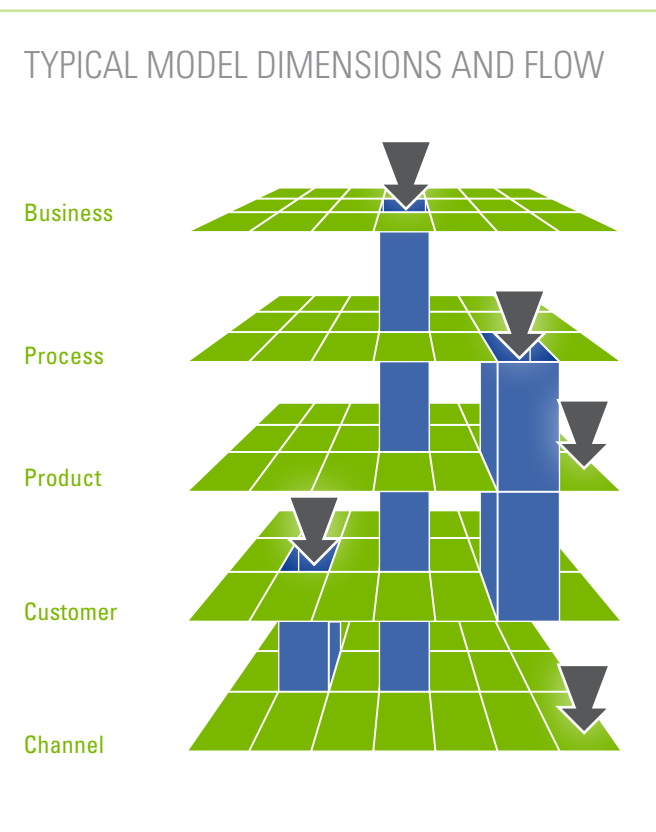 TYPICAL MODEL DIMENSIONS AND FLOW
Business
Process
Product
Customer
Channel